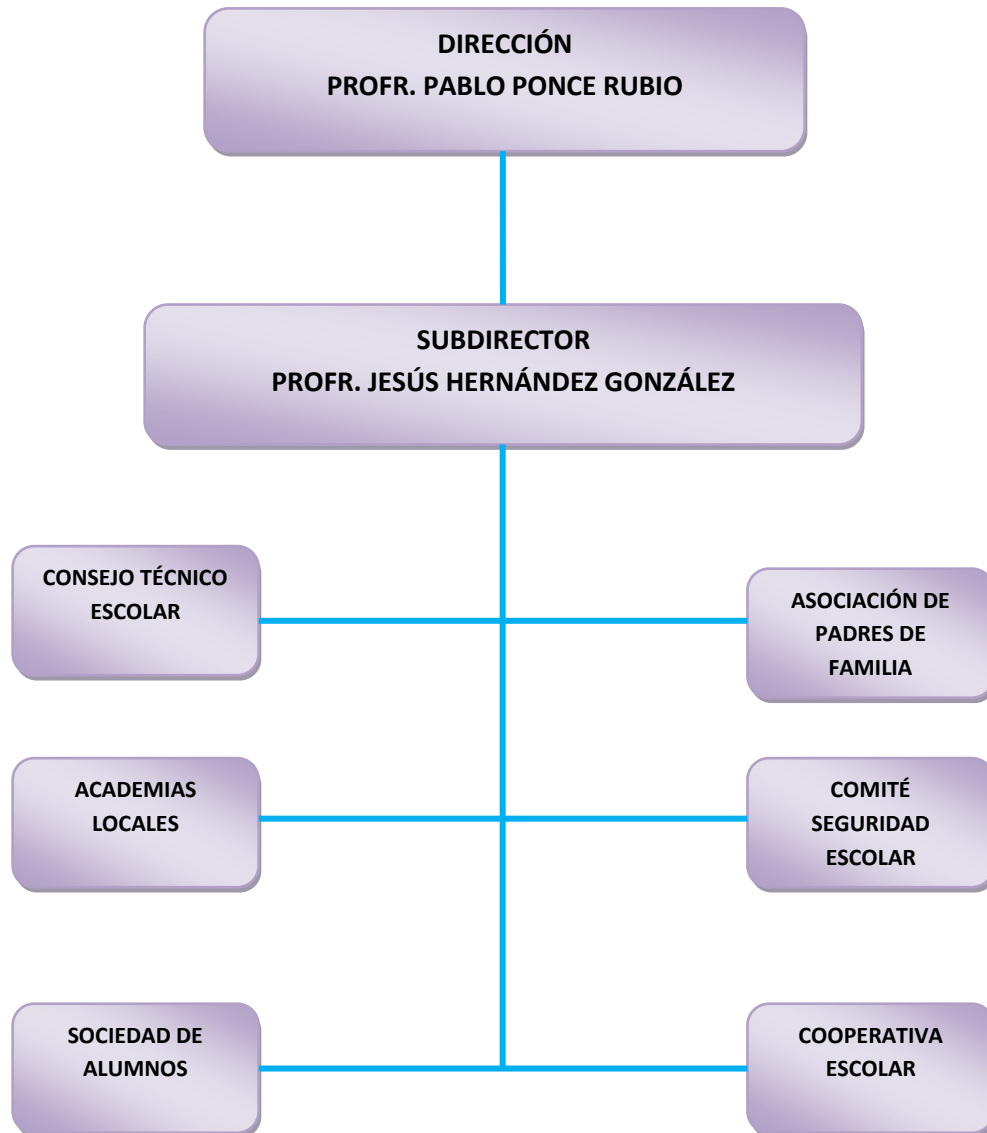 DIRECCIÓN
PROFR. PABLO PONCE RUBIO
SUBDIRECTOR
PROFR. JESÚS HERNÁNDEZ GONZÁLEZ
CONSEJO TÉCNICO
ESCOLAR
ASOCIACIÓN DE
PADRES DE
FAMILIA
ACADEMIAS
LOCALES
COMITÉ
SEGURIDAD
ESCOLAR
SOCIEDAD DE
ALUMNOS
COOPERATIVA
ESCOLAR